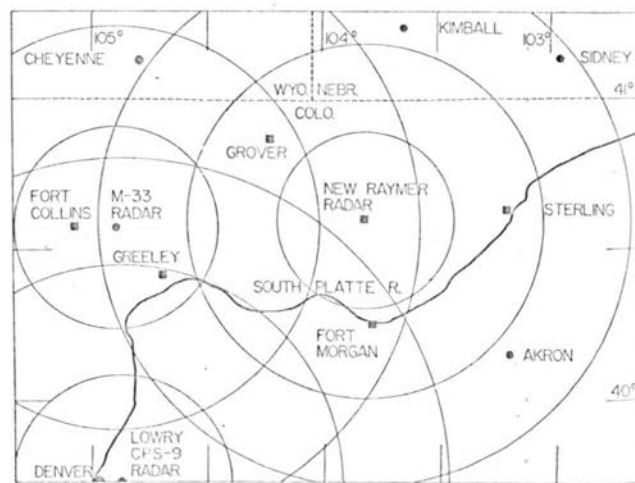 105°
104°
KIMBALL
103°
SIDNEY
CHEYENNE
WYO. NEBR.
41°
COLO.
GROVER
FORT
COLLINS
M-33
RADAR
NEW RAYMER
RADAR
STERLING
GREELEY
SOUTH PLATTE R.
FORT
MORGAN
AKRON
40°
LOWRY
CPS-9
RADAR
DENVER